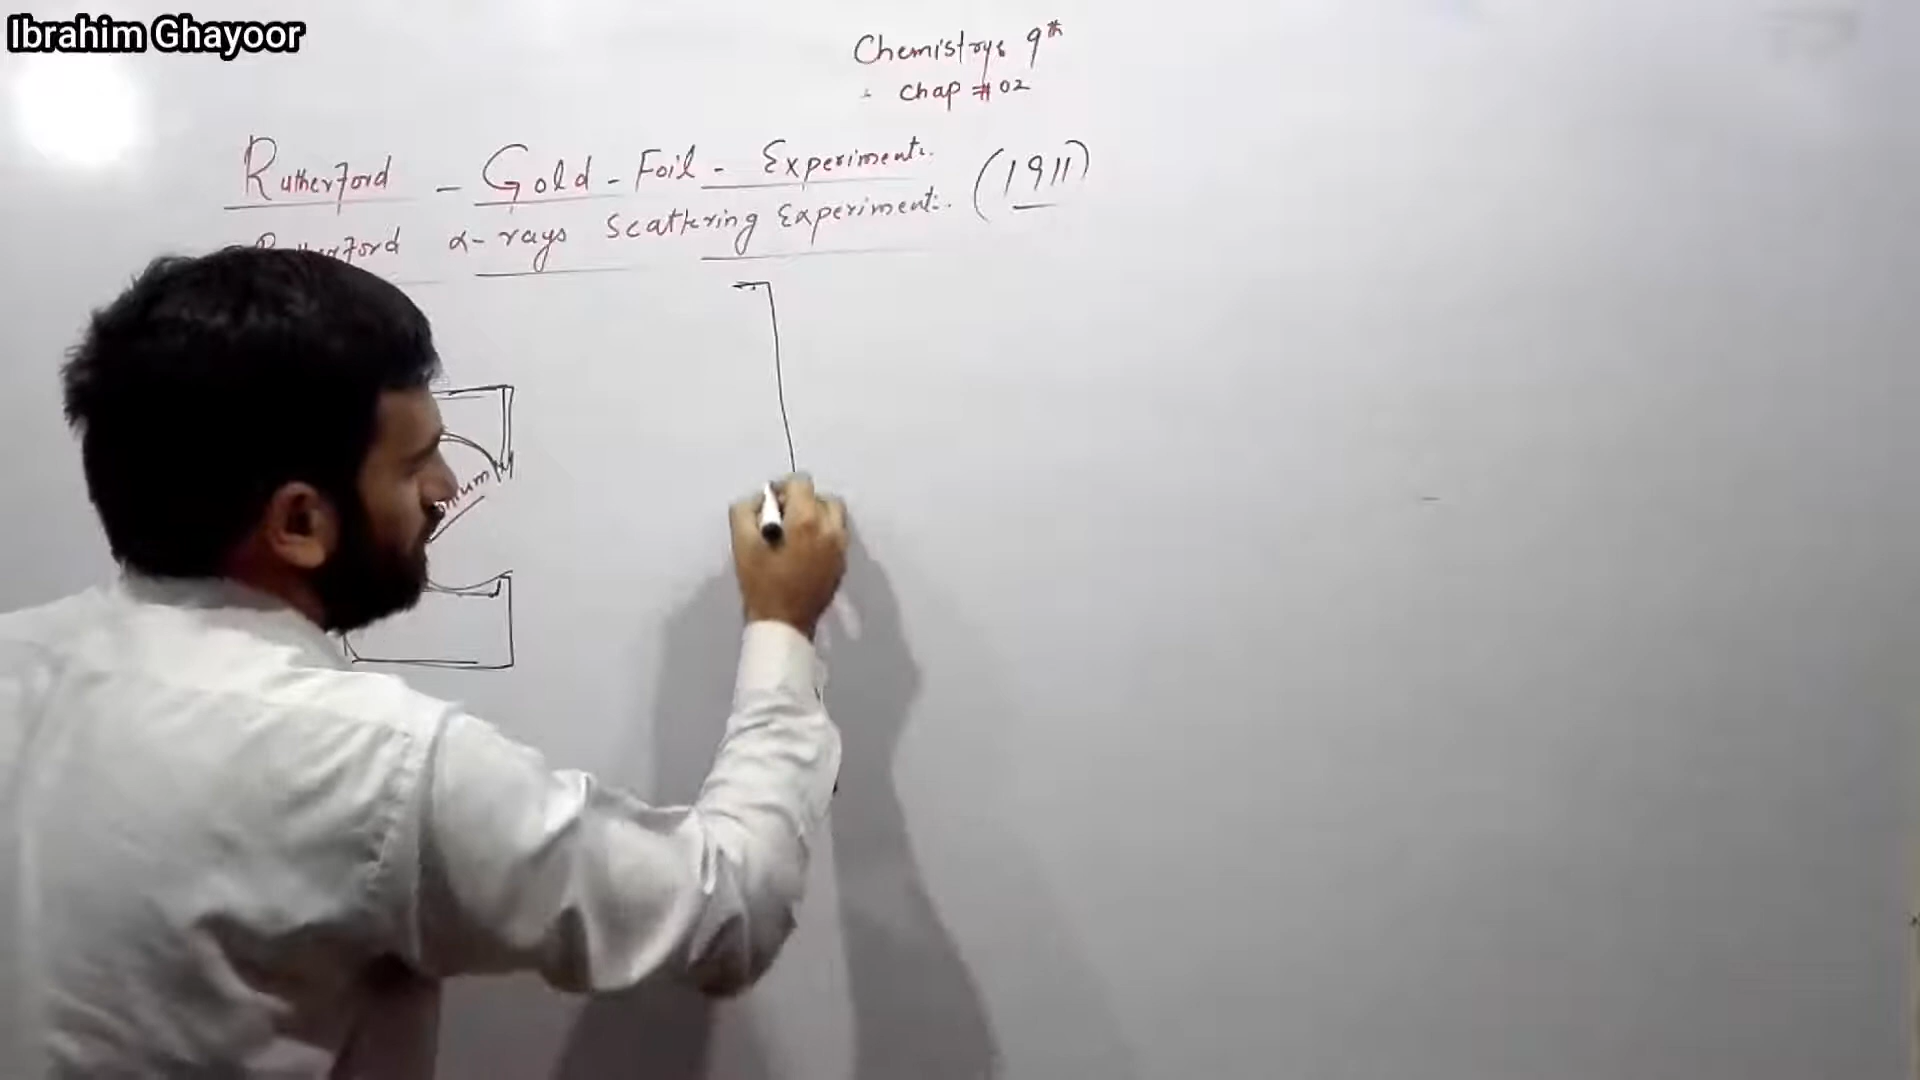 Ibrahim Ghayoor
Chemistry 9th
Chap # 02
Rutherford - Gold - Foil - Experiment:.
(1911)
α-rays Scattering Experiment:.